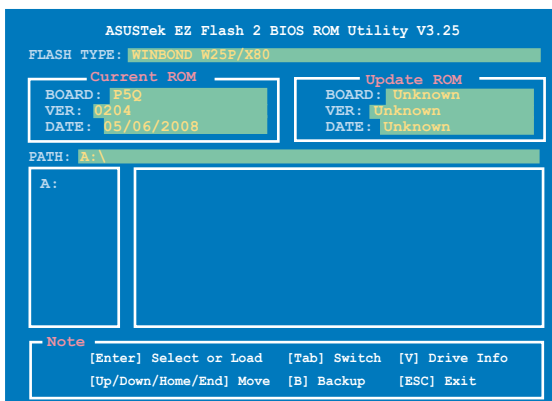 ASUSTek EZ Flash 2 BIOS ROM Utility V3.25
FLASH TYPE: WINBOND W25P/X80
Current ROM
BOARD: P5Q
VER: 0204
DATE: 05/06/2008
Update ROM
BOARD: Unknown
VER: Unknown
DATE: Unknown
PATH: A:\
A:
Note
[Enter] Select or Load [Tab] Switch [V] Drive Info
[Up/Down/Home/End] Move [B] Backup [ESC] Exit